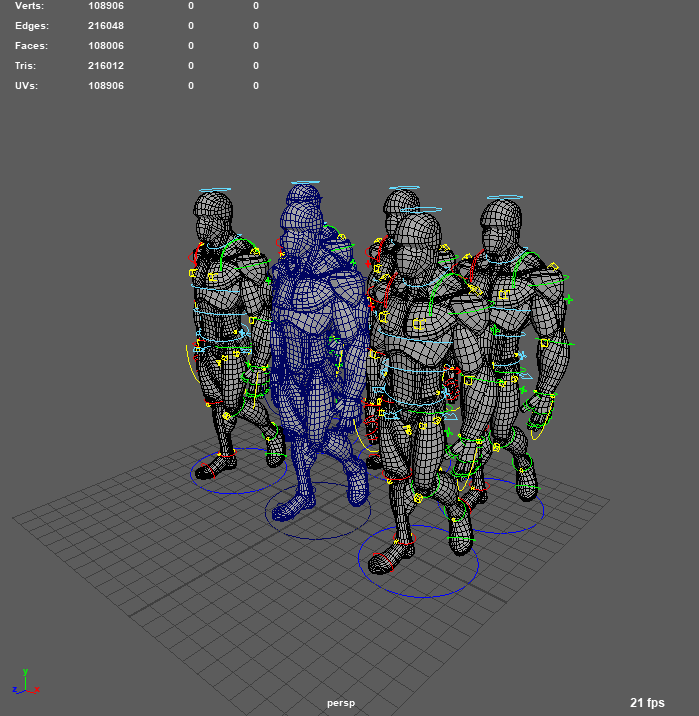 Verts: 108906 0 0
Edges: 216048 0 0
Faces: 108006 0 0
Tris: 216012 0 0
UVs: 108906 0 0
y
z x
persp 21 fps